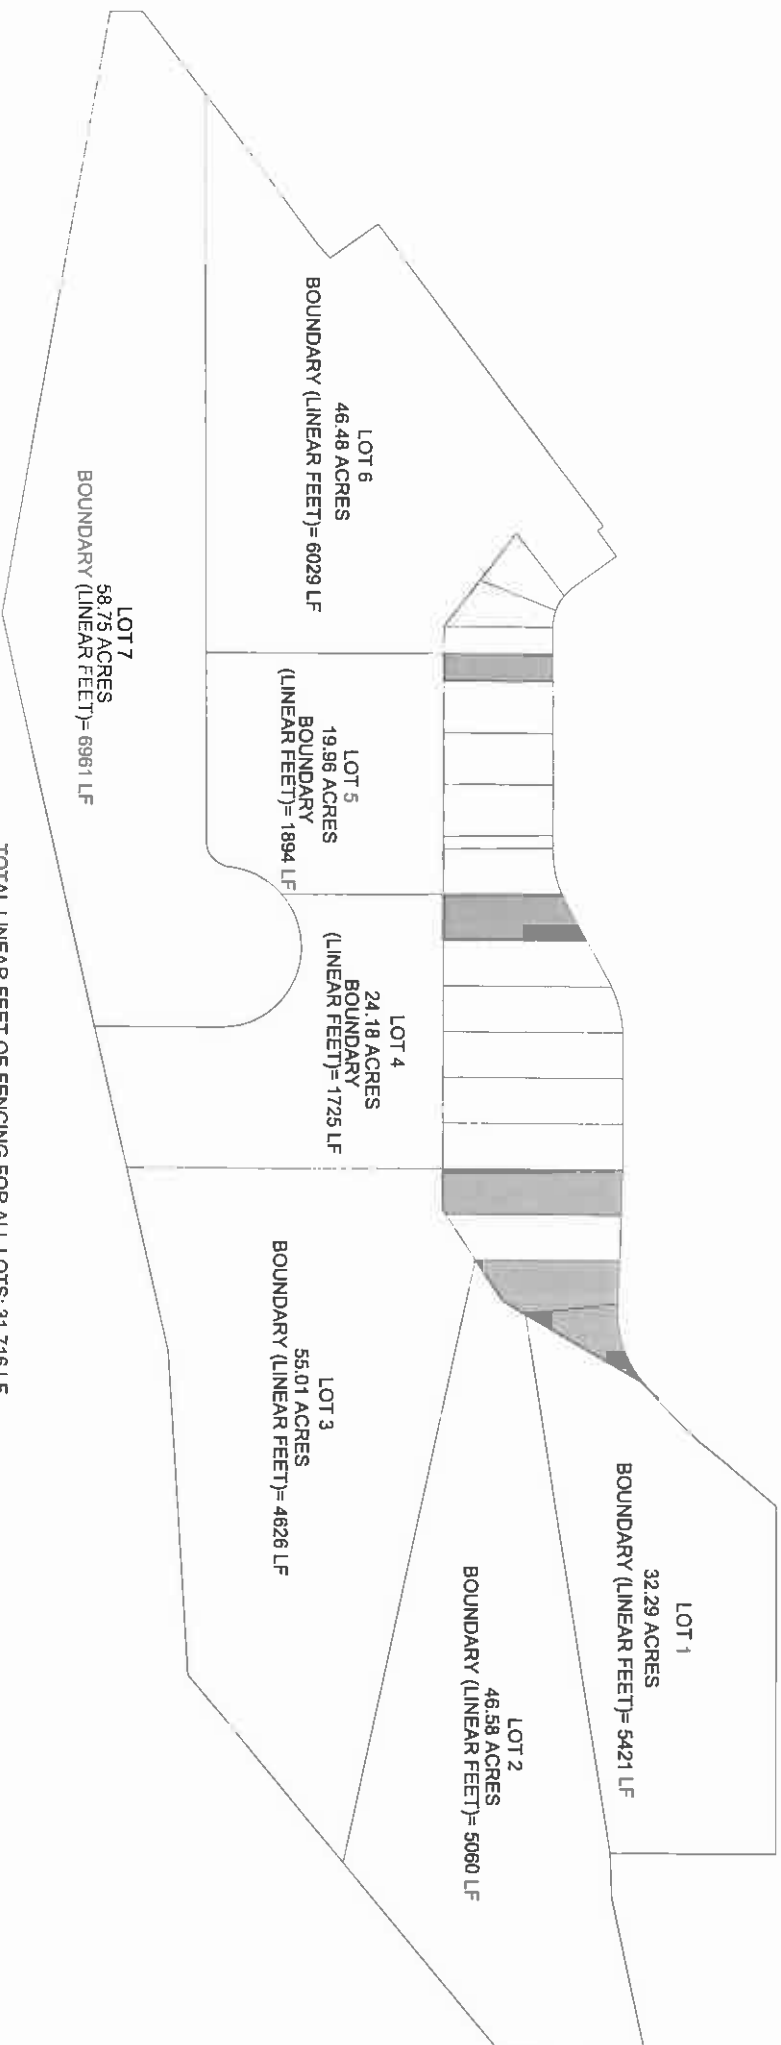 LOT 1
32.29 ACRES
BOUNDARY (LINEAR FEET)= 5421 LF
LOT 2
46.58 ACRES
BOUNDARY (LINEAR FEET)= 5060 LF
LOT 3
55.01 ACRES
BOUNDARY (LINEAR FEET)= 4626 LF
LOT 4
24.18 ACRES
BOUNDARY
(LINEAR FEET)= 1725 LF
LOT 5
19.96 ACRES
BOUNDARY
(LINEAR FEET)= 1894 LF
LOT 6
46.48 ACRES
BOUNDARY (LINEAR FEET)= 6029 LF
LOT 7
58.75 ACRES
BOUNDARY (LINEAR FEET)= 6961 LF
TOTAL LINEAR FEET OF FENCING FOR ALL LOTS: 31,716 LF